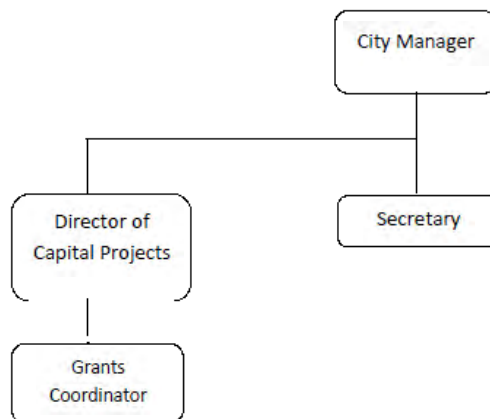 City Manager
Director of
Capital Projects
Secretary
Grants
Coordinator